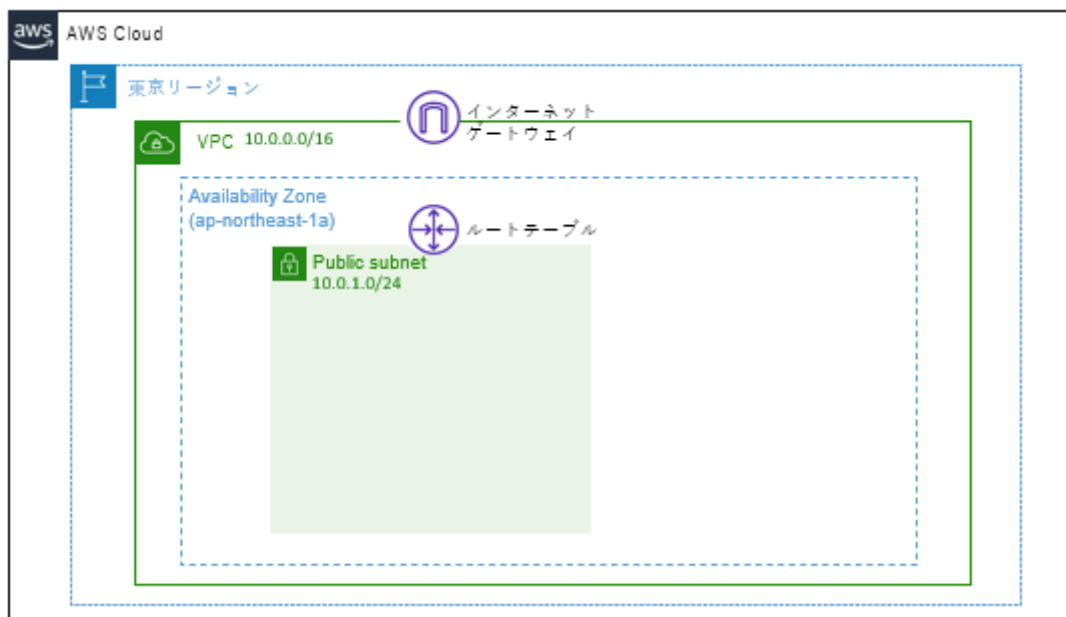 aws AWS Cloud
東京リージョン
インターネット
ゲートウェイ
VPC 10.0.0.0/16
Availability Zone
(ap-northeast-1a)
ルートテーブル
Public subnet
10.0.1.0/24